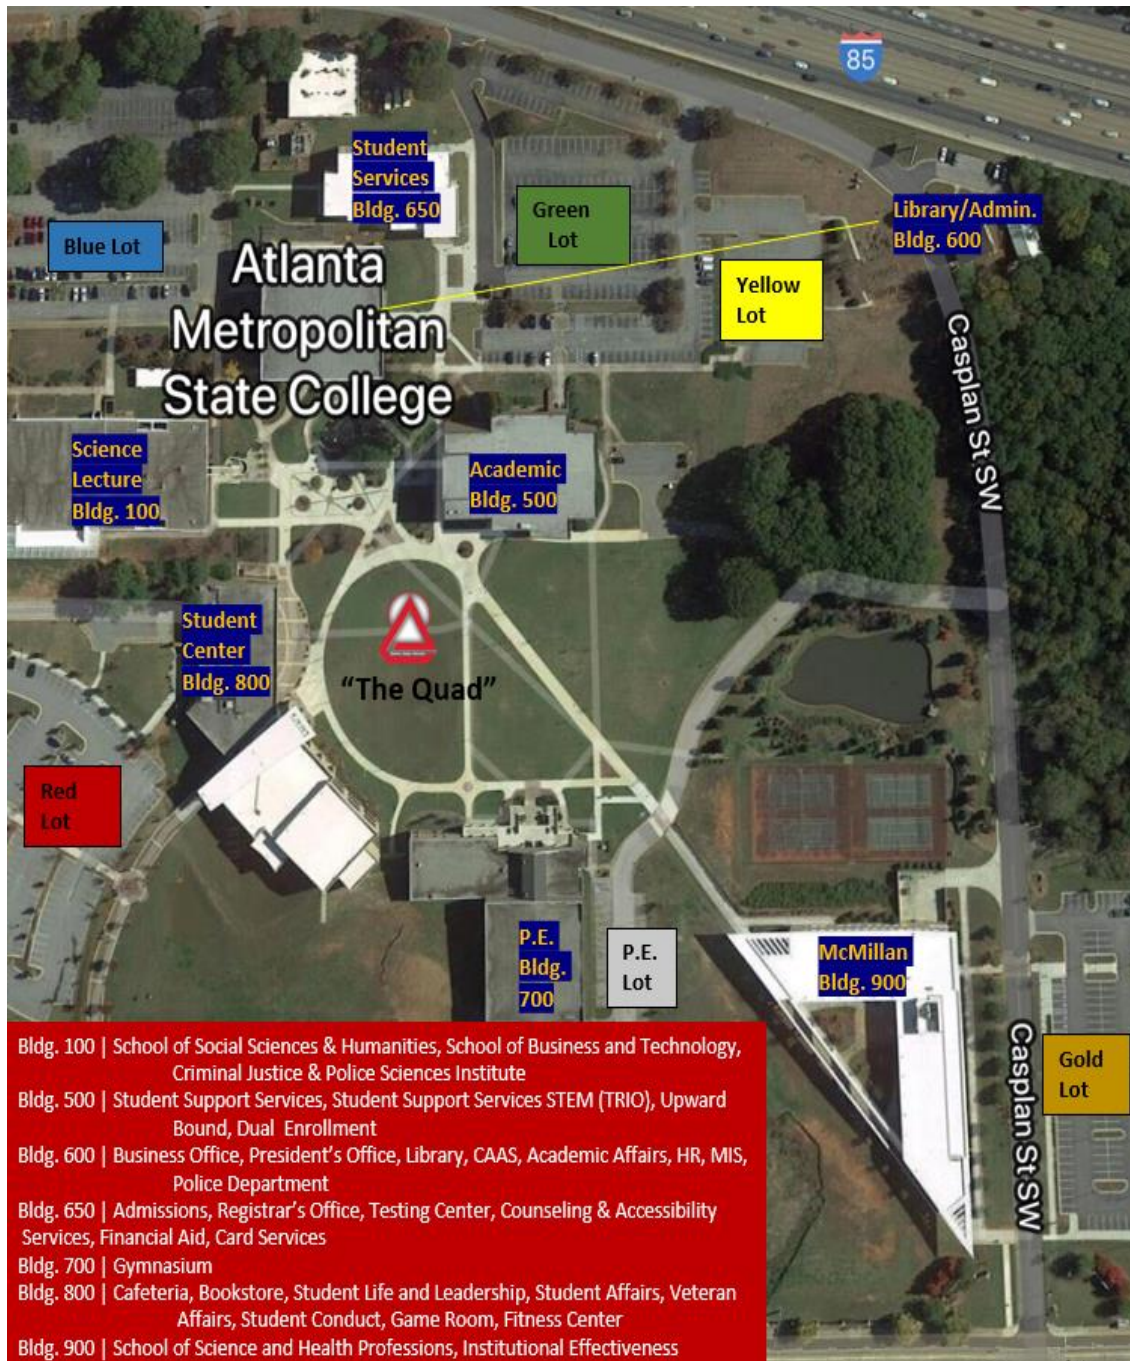 85
Student
Services
Bldg. 650
Green
Lot
Library/Admin.
Bldg. 600
Blue Lot
Atlanta
Metropolitan
State College
Yellow
Lot
Casplan St SW
Science
Lecture
Bldg. 100
Academic
Bldg. 500
Student
Center
Bldg. 800
“The Quad”
Red
Lot
P.E.
Bldg.
700
P.E.
Lot
McMillan
Bldg. 900
Casplan St SW
Gold
Lot
Bldg. 100 | School of Social Sciences & Humanities, School of Business and Technology,
Criminal Justice & Police Sciences Institute
Bldg. 500 | Student Support Services, Student Support Services STEM (TRIO), Upward
Bound, Dual Enrollment
Bldg. 600 | Business Office, President’s Office, Library, CAAS, Academic Affairs, HR, MIS,
Police Department
Bldg. 650 | Admissions, Registrar’s Office, Testing Center, Counseling & Accessibility
Services, Financial Aid, Card Services
Bldg. 700 | Gymnasium
Bldg. 800 | Cafeteria, Bookstore, Student Life and Leadership, Student Affairs, Veteran
Affairs, Student Conduct, Game Room, Fitness Center
Bldg. 900 | School of Science and Health Professions, Institutional Effectiveness